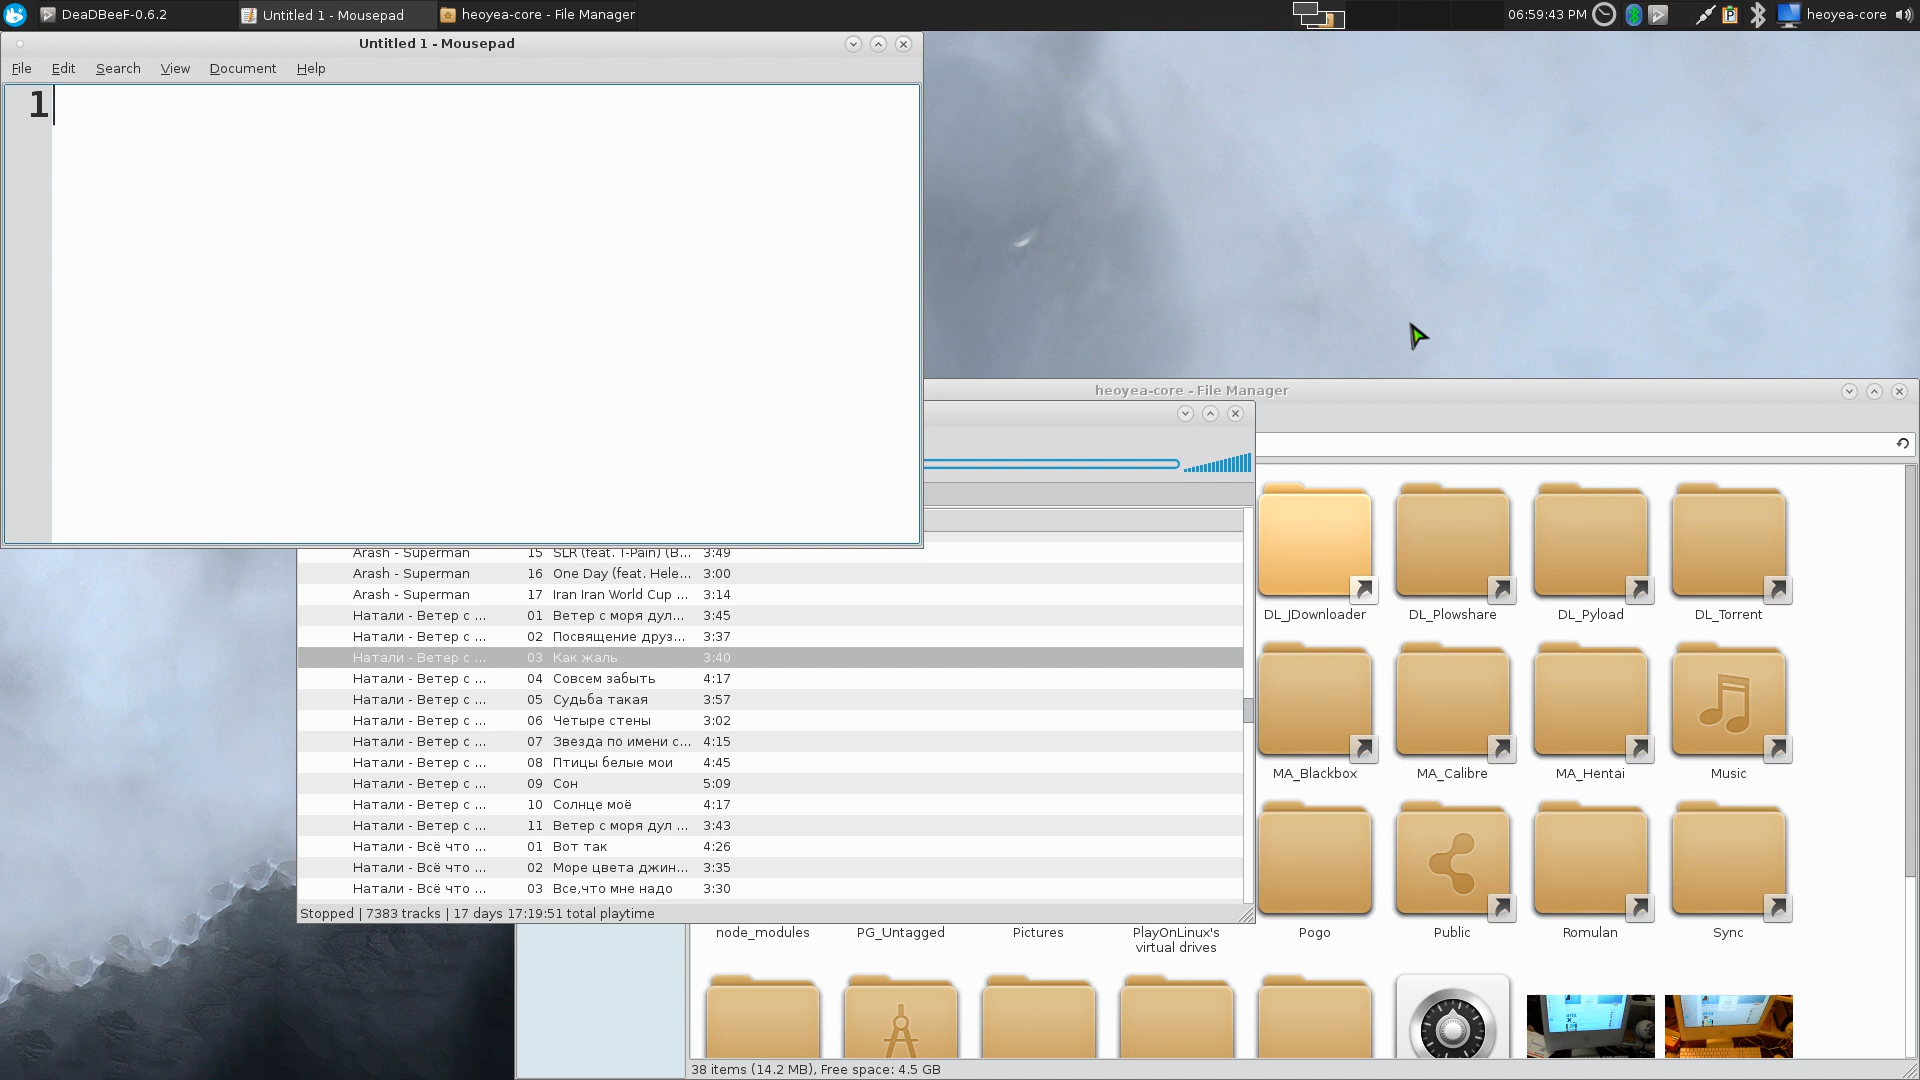 DeaDBeeF-0.6.2
Untitled 1 - Mousepad
heoyea-core - File Manager
06:59:43 PM
heoyea-core
Untitled 1 - Mousepad
File Edit Search View Document Help
1
heoyea-core - File Manager
Arash - Superman 15 SLR (feat. T-Pain) (B... 3:49
Arash - Superman 16 One Day (feat. Hele... 3:00
Arash - Superman 17 Iran Iran World Cup ... 3:14
Натали - Ветер с ... 01 Ветер с моря дул... 3:45
Натали - Ветер с ... 02 Посвящение друз... 3:37
Натали - Ветер с ... 03 Как жаль 3:40
Натали - Ветер с ... 04 Совсем забыть 4:17
Натали - Ветер с ... 05 Судьба такая 3:57
Натали - Ветер с ... 06 Четыре стены 3:02
Натали - Ветер с ... 07 Звезда по имени с... 4:15
Натали - Ветер с ... 08 Птицы белые мои 4:45
Натали - Ветер с ... 09 Сон 5:09
Натали - Ветер с ... 10 Солнце моё 4:17
Натали - Ветер с ... 11 Ветер с моря дул ... 3:43
Натали - Всё что ... 01 Вот так 4:26
Натали - Всё что ... 02 Море цвета джин... 3:35
Натали - Всё что ... 03 Все,что мне надо 3:30
Stopped | 7383 tracks | 17 days 17:19:51 total playtime
DL_JDownloader DL_Plowshare DL_Pyload DL_Torrent
MA_Blackbox MA_Calibre MA_Hentai Music
node_modules PG_Untagged Pictures PlayOnLinux's virtual drives Pogo Public Romulan Sync
38 items (14.2 MB), Free space: 4.5 GB